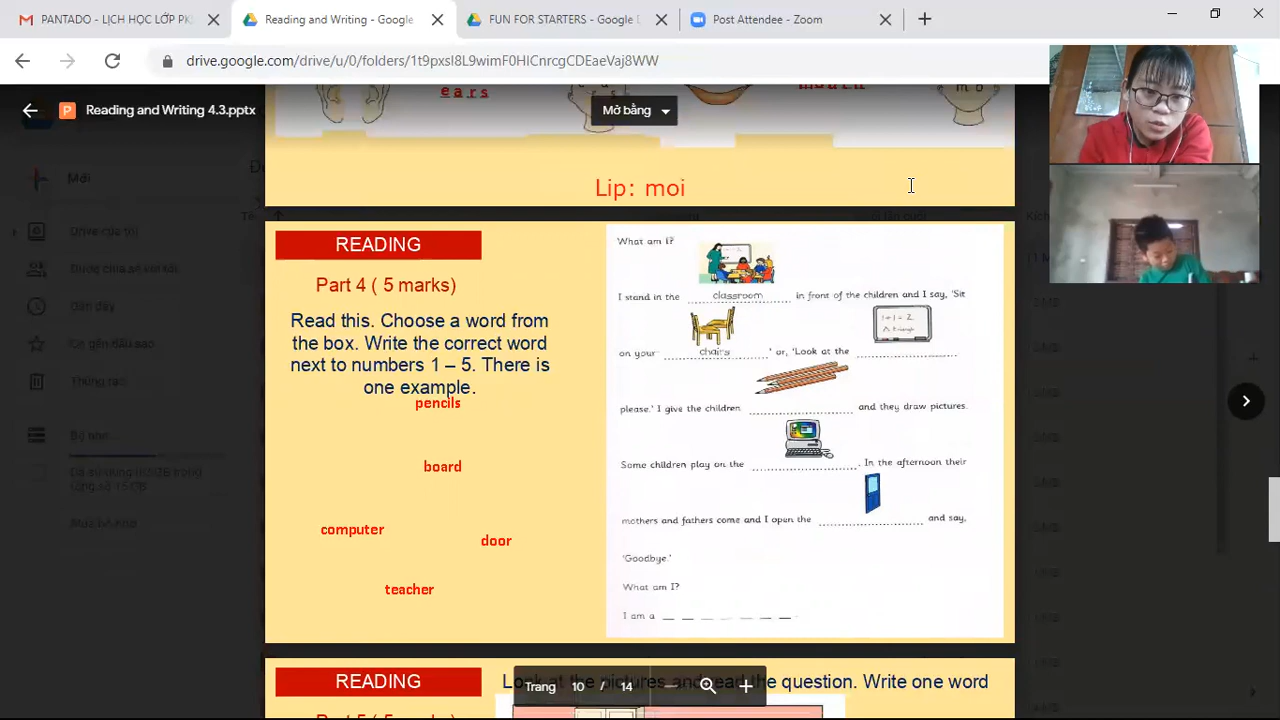 PANTADO - LỊCH HỌC LỚP PK
Reading and Writing - Google
FUN FOR STARTERS - Google
Post Attendee - Zoom
drive.google.com/drive/u/0/folders/
Reading and Writing 4.3.pptx
ears
Mở bằng
Mới
Lip: moi
READING
Part 4 ( 5 marks)
Read this. Choose a word from
the box. Write the correct word
next to numbers 1 – 5. There is
one example.
pencils
board
computer
door
teacher
What am I?
I stand in the classroom in front of the children and I say, 'Sit
1+1=2
A triangle
on your chairs ' or, 'Look at the
please.' I give the children and they draw pictures.
Some children play on the . In the afternoon their
mothers and fathers come and I open the and say,
'Goodbye.'
What am I?
I am a _ _ _ _ _ _ _ .
READING
Look at the pictures and read the question. Write one word
Trang 10 / 14